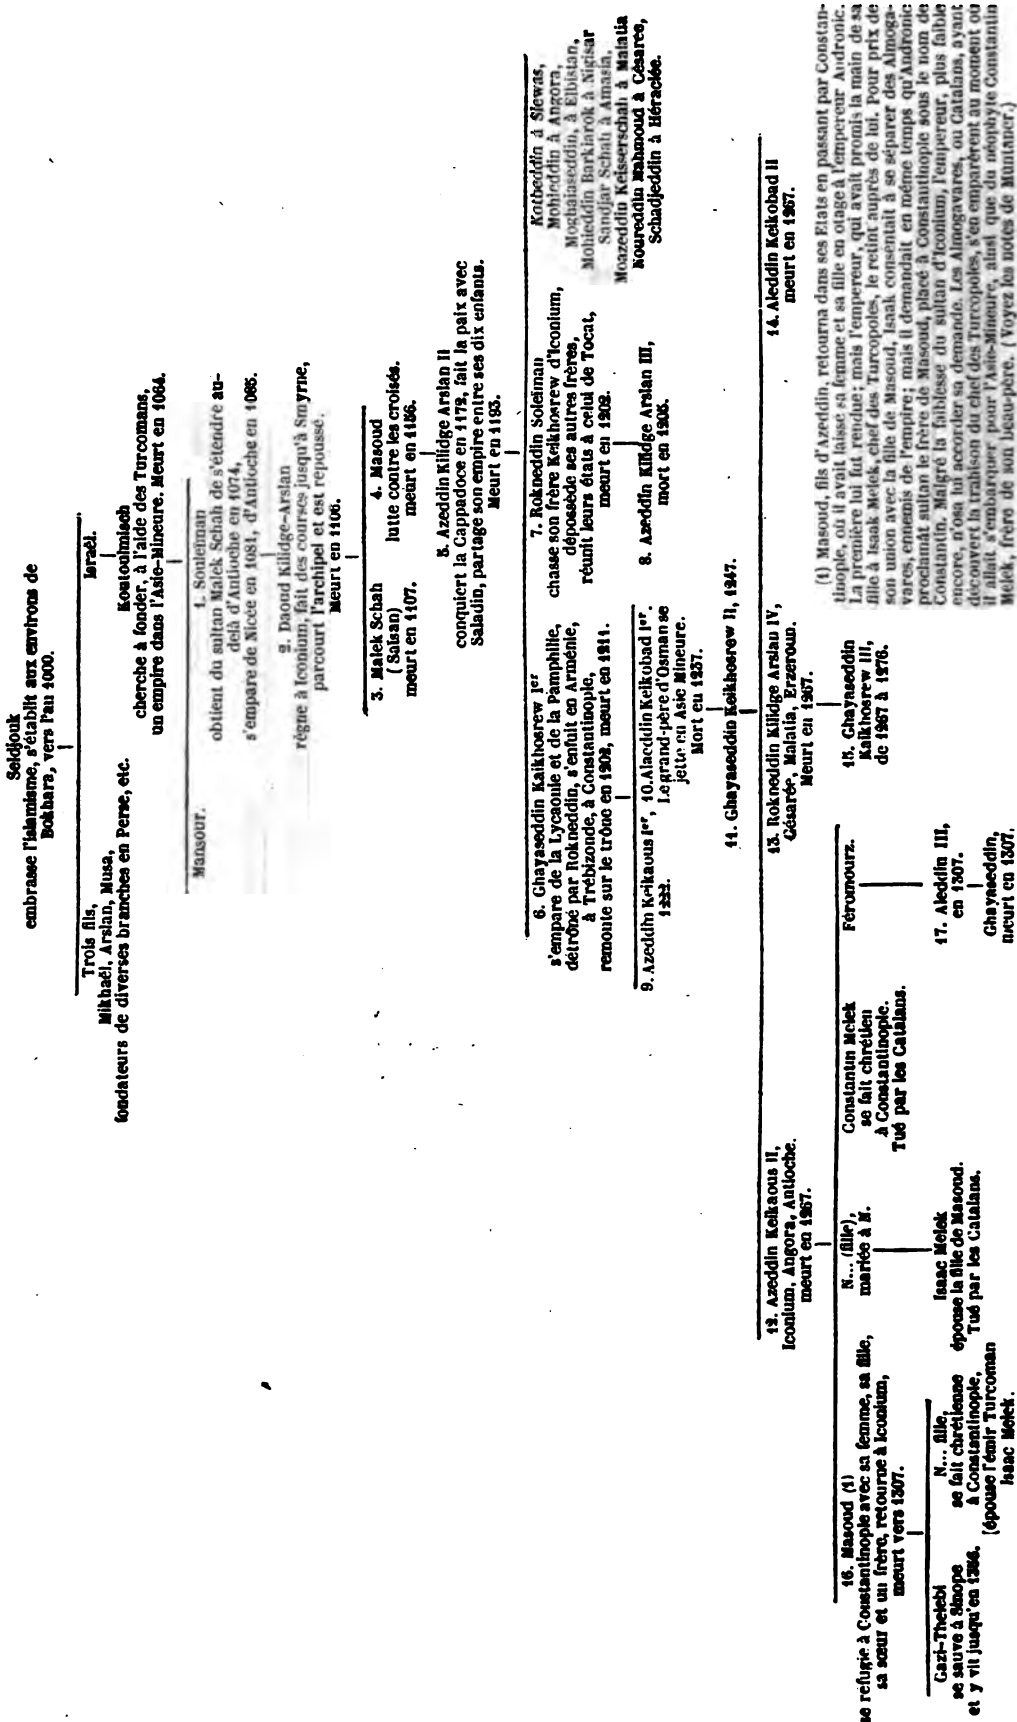 Seldjouk
embrasse l'islamisme, s'établit aux environs de
Bokhara, vers l'an 1000.
Trois fils,
Mikhaël, Arslan, Musa,
fondateurs de diverses branches en Perse, etc.
Israël.
Koutoulmisch
cherche à fonder, à l'aide des Turcomans,
un empire dans l'Asie-Mineure. Meurt en 1064.
Mansour.
1. Souleïman
obtient du sultan Malek Schah de s'étendre au-
delà d'Antioche en 1074,
s'empare de Nicée en 1081, d'Antioche en 1085.
2. Daoud Kilidge-Arslan
règne à Iconium, fait des courses jusqu'à Smyrne,
parcourt l'archipel et est repoussé.
Meurt en 1106.
3. Malek Schah
(Saisan)
meurt en 1107.
4. Masoud
lutte contre les croisés.
meurt en 1156.
5. Azeddin Kilidge Arslan II
conquiert la Cappadoce en 1172, fait la paix avec
Saladin, partage son empire entre ses dix enfants.
Meurt en 1193.
6. Ghayaseddin Kaikhosrew Ier
s'empare de la Lycaonie et de la Pamphilie,
détrôné par Rokneddin, s'enfuit en Arménie,
à Trébizonde, à Constantinople,
remonte sur le trône en 1202, meurt en 1211.
7. Rokneddin Soleiman
chasse son frère Keikhosrew d'Iconium,
dépossède ses autres frères,
réunit leurs états à celui de Tocat,
meurt en 1202.
Kotbeddin à Siewas,
Mohieddin à Angora,
Moghaiaseddin, à Elbistan,
Mohieddin Barkiarok à Nigisar
Sandjar Schah à Amasia,
Moazeddin Keisserschah à Malatia
Noureddin Mahmoud à Césarée,
Schadjeddin à Héraclée.
8. Azeddin Kilidge Arslan III,
mort en 1205.
9. Azeddin Keikaous Ier,
1222.
10. Alaeddin Keikobad Ier.
Le grand-père d'Osman se
jette en Asie Mineure.
Mort en 1237.
11. Ghayaseddin Keikhosrew II, 1247.
12. Azeddin Keikaous II,
Iconium, Angora, Antioche.
meurt en 1267.
13. Rokneddin Kilidge Arslan IV,
Césarée, Malatia, Erzeroun.
Meurt en 1267.
14. Aleddin Keikobad II
meurt en 1267.
15. Ghayaseddin
Kaikhosrew III,
de 1267 à 1276.
16. Masoud (1)
se réfugie à Constantinople avec sa femme, sa fille,
sa sœur et un frère, retourne à Iconium,
meurt vers 1307.
N... (fille),
mariée à N.
Constantin Melek
se fait chrétien
à Constantinople.
Tué par les Catalans.
Féromourz.
Gazi-Thelebi
se sauve à Sinope
et y vit jusqu'en 1356.
N... fille,
se fait chrétienne
à Constantinople,
[épouse l'émir Turcoman
Isaac Melek.
Isaac Melek
épouse la fille de Masoud.
Tué par les Catalans.
17. Aleddin III,
en 1307.
Ghayaseddin,
meurt en 1307.
(1) Masoud, fils d'Azeddin, retourna dans ses Etats en passant par Constan-
tinople, où il avait laissé sa femme et sa fille en otage à l'empereur Andronic.
La première lui fut rendue; mais l'empereur, qui avait promis la main de sa
fille à Isaak Melek, chef des Turcopoles, le retint auprès de lui. Pour prix de
son union avec la fille de Masoud, Isaak consentait à se séparer des Almoga-
vares, ennemis de l'empire; mais il demandait en même temps qu'Andronic
proclamât sultan le frère de Masoud, placé à Constantinople sous le nom de
Constantin. Malgré la faiblesse du sultan d'Iconium, l'empereur, plus faible
encore, n'osa lui accorder sa demande. Les Almogavares, ou Catalans, ayant
découvert la trahison du chef des Turcopoles, s'en emparèrent au moment où
il allait s'embarquer pour l'Asie-Mineure, ainsi que du néophyte Constantin
Melek, frère de son beau-père. (Voyez les notes de Muntaner.)